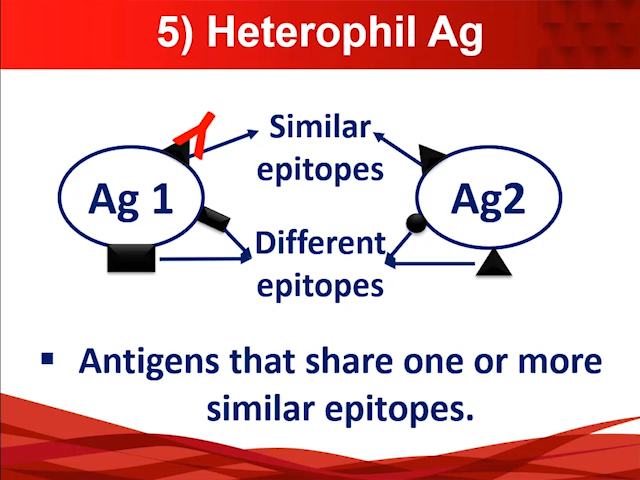 5) Heterophil Ag
Similar
epitopes
Ag 1
Ag2
Different
epitopes
▪ Antigens that share one or more
similar epitopes.